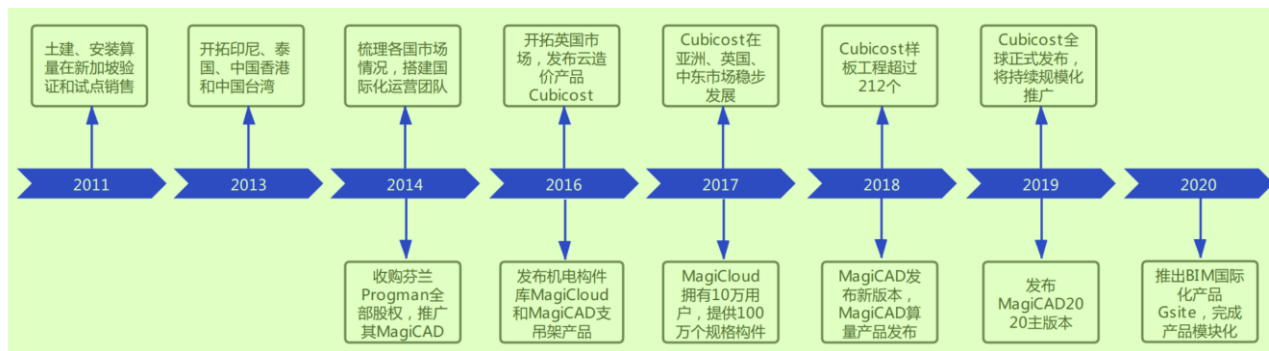 土建、安装算
量在新加坡验
证和试点销售
开拓印尼、泰
国、中国香港
和中国台湾
梳理各国市场
情况，搭建国
际化运营团队
开拓英国市
场，发布云造
价产品
Cubicost
Cubicost在
亚洲、英国、
中东市场稳步
发展
Cubicost样
板工程超过
212个
Cubicost全
球正式发布，
将持续规模化
推广
2011
2013
2014
2016
2017
2018
2019
2020
收购芬兰
Progman全
部股权，推广
其MagiCAD
发布机电构件
库MagiCloud
和MagiCAD支
吊架产品
MagiCloud
拥有10万用
户，提供100
万个规格构件
MagiCAD发
布新版本，
MagiCAD算
量产品发布
发布
MagiCAD20
20主版本
推出BIM国际
化产品
Gsite，完成
产品模块化